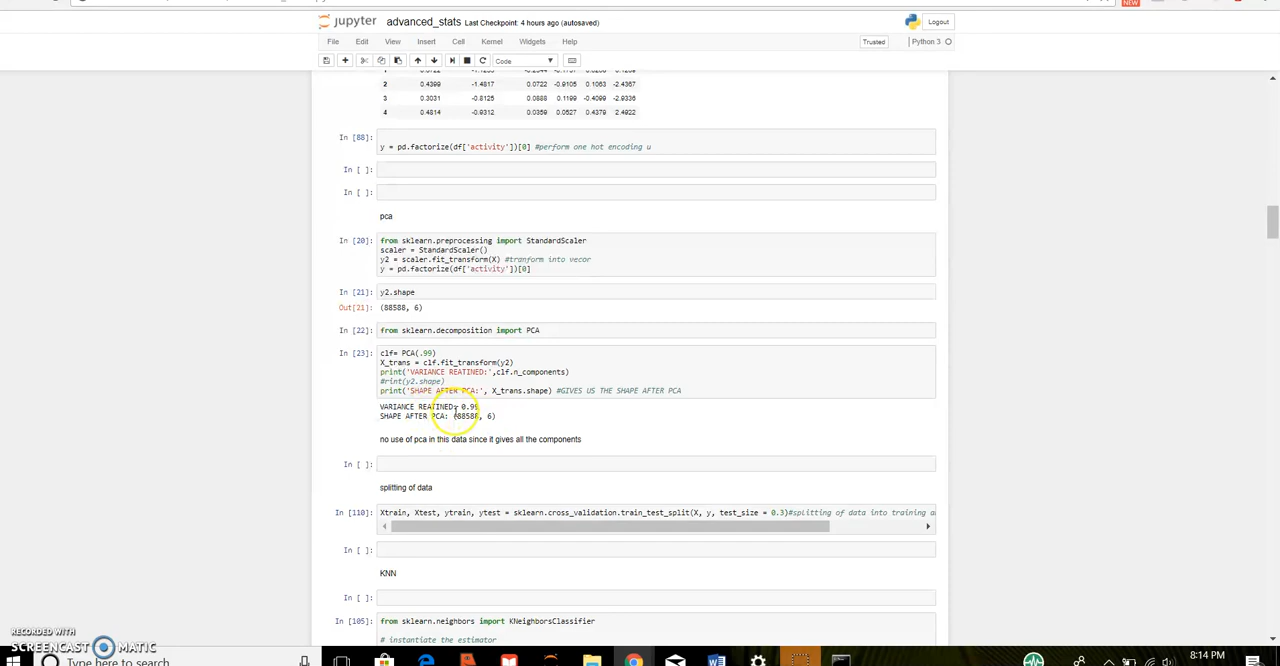 NEW
jupyter advanced_stats Last Checkpoint: 4 hours ago (autosaved)
Logout
File Edit View Insert Cell Kernel Widgets Help
Trusted
Python 3
Code
2 0.4399 -1.4817 0.0722 -0.9105 0.1063 -2.4367
3 0.3031 -0.8125 0.0888 0.1199 -0.4099 -2.9336
4 0.4814 -0.9312 0.0359 0.0527 0.4379 2.4922
In [88]:
y = pd.factorize(df['activity'])[0] #perform one hot encoding u
In [ ]:
In [ ]:
pca
In [20]: from sklearn.preprocessing import StandardScaler
scaler = StandardScaler()
y2 = scaler.fit_transform(X) #tranform into vecor
y = pd.factorize(df['activity'])[0]
In [21]: y2.shape
Out[21]: (88588, 6)
In [22]: from sklearn.decomposition import PCA
In [23]: clf= PCA(.99)
X_trans = clf.fit_transform(y2)
print('VARIANCE REATINED:',clf.n_components)
#rint(y2.shape)
print('SHAPE AFTER PCA:', X_trans.shape) #GIVES US THE SHAPE AFTER PCA
VARIANCE REATINED: 0.99
SHAPE AFTER PCA: (88588, 6)
no use of pca in this data since it gives all the components
In [ ]:
splitting of data
In [110]: Xtrain, Xtest, ytrain, ytest = sklearn.cross_validation.train_test_split(X, y, test_size = 0.3)#splitting of data into training a
In [ ]:
KNN
In [ ]:
In [105]: from sklearn.neighbors import KNeighborsClassifier
# instantiate the estimator
RECORDED WITH
SCREENCAST MATIC
Type here to search
8:14 PM